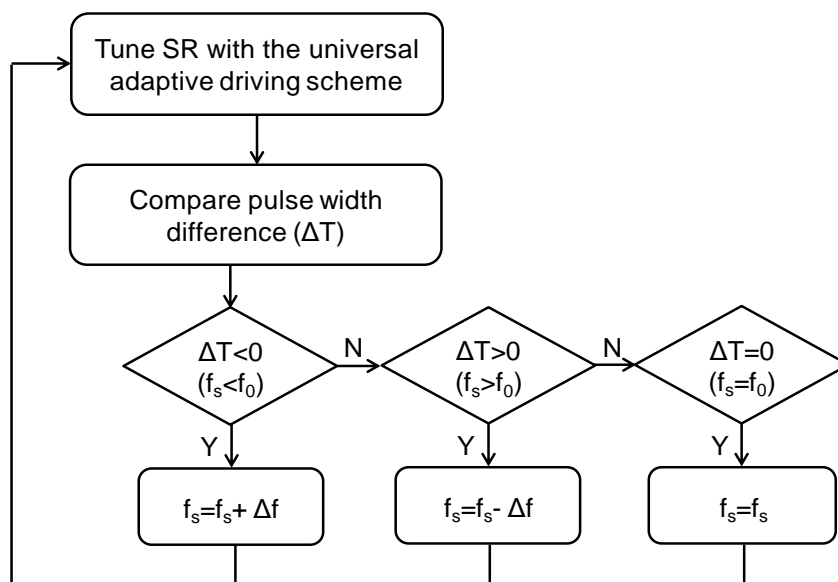 Tune SR with the universal
adaptive driving scheme
Compare pulse width
difference (ΔT)
ΔT<0
(fs<f0)
N
ΔT>0
(fs>f0)
N
ΔT=0
(fs=f0)
Y
Y
Y
fs=fs+ Δf
fs=fs- Δf
fs=fs